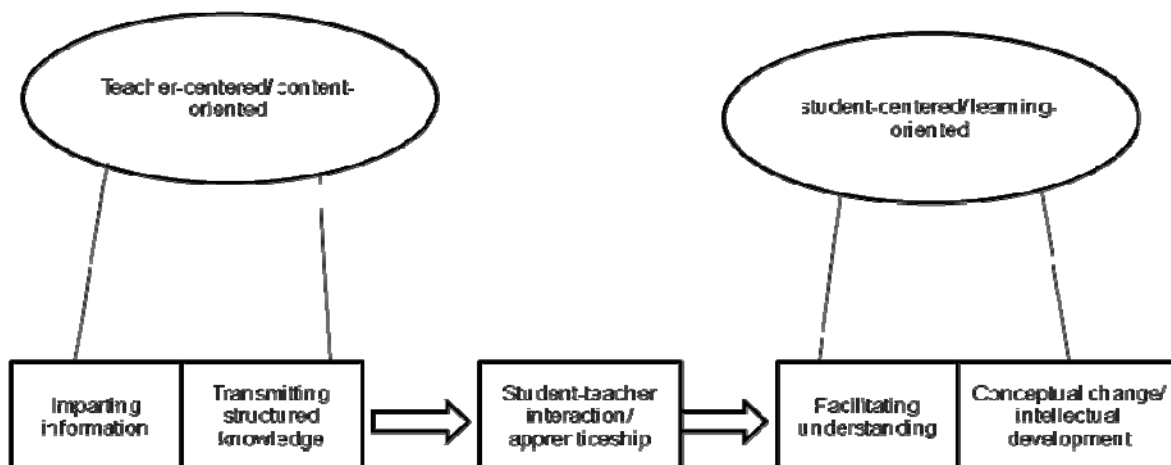 Teacher-centered/content-
oriented
student-centered/learning-
oriented
Imparting
information
Transmitting
structured
knowledge
Student-teacher
interaction/
apprenticeship
Facilitating
understanding
Conceptual change/
intellectual
development